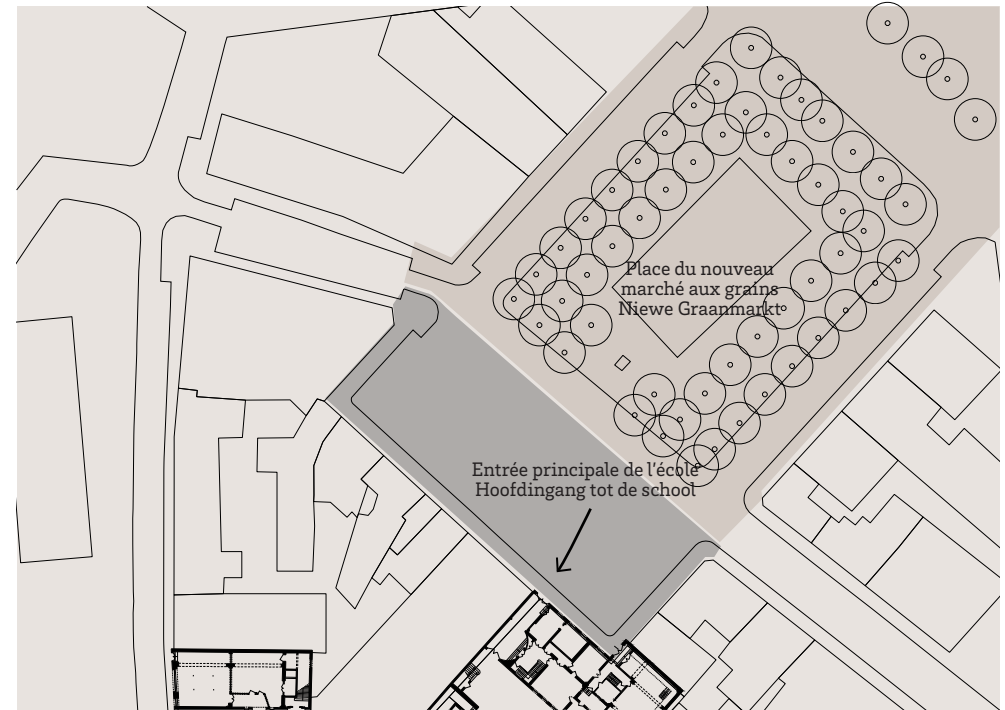 Place du nouveau
marché aux grains
Niewe Graanmarkt
Entrée principale de l'école
Hoofdingang tot de school